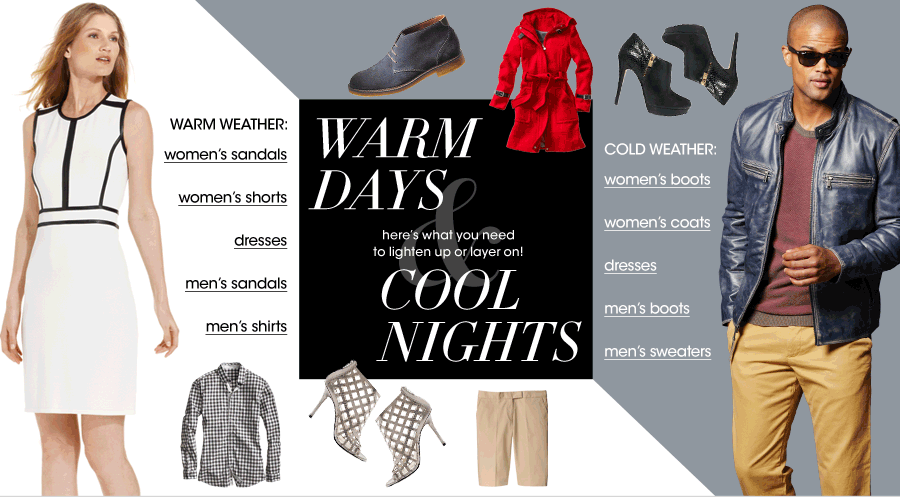 WARM WEATHER:
women's sandals
women's shorts
dresses
men's sandals
men's shirts
WARM
DAYS
&
here's what you need
to lighten up or layer on!
COOL
NIGHTS
COLD WEATHER:
women's boots
women's coats
dresses
men's boots
men's sweaters